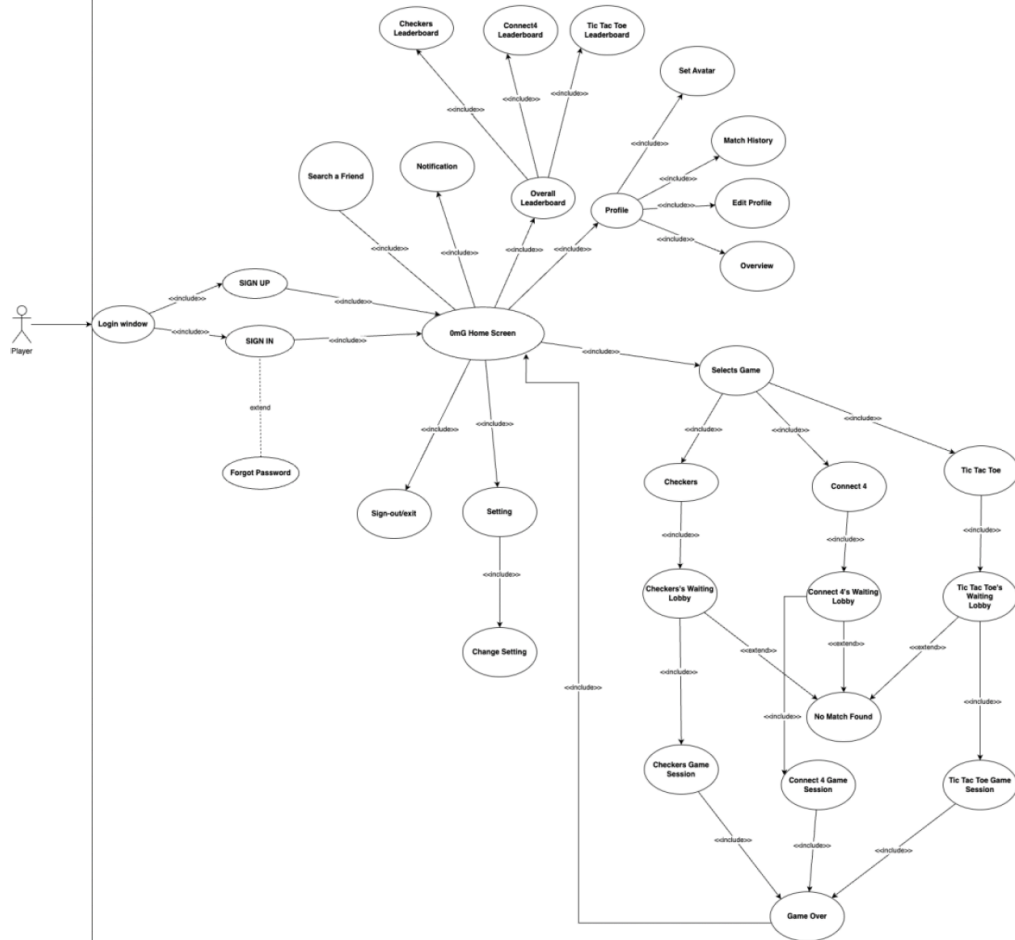 Checkers
Leaderboard
Connect4
Leaderboard
Tic Tac Toe
Leaderboard
Set Avatar
<<include>>
<<include>>
<<include>>
<<include>>
Match History
Search a Friend
Notification
<<include>>
Overall
Leaderboard
Profile
<<include>>
Edit Profile
<<include>>
<<include>>
<<include>>
<<include>>
<<include>>
Overview
SIGN UP
<<include>>
<<include>>
Login window
0mG Home Screen
Player
<<include>>
SIGN IN
<<include>>
<<include>>
Selects Game
extend
<<include>>
<<include>>
<<include>>
<<include>>
<<include>>
Forgot Password
Checkers
Connect 4
Tic Tac Toe
Sign-out/exit
Setting
<<include>>
<<include>>
<<include>>
<<include>>
Checkers's Waiting
Lobby
Connect 4's Waiting
Lobby
Tic Tac Toe's
Waiting
Lobby
Change Setting
<<extend>>
<<extend>>
<<extend>>
<<include>>
<<include>>
<<include>>
<<include>>
No Match Found
Checkers Game
Session
Connect 4 Game
Session
Tic Tac Toe Game
Session
<<include>>
<<include>>
<<include>>
Game Over